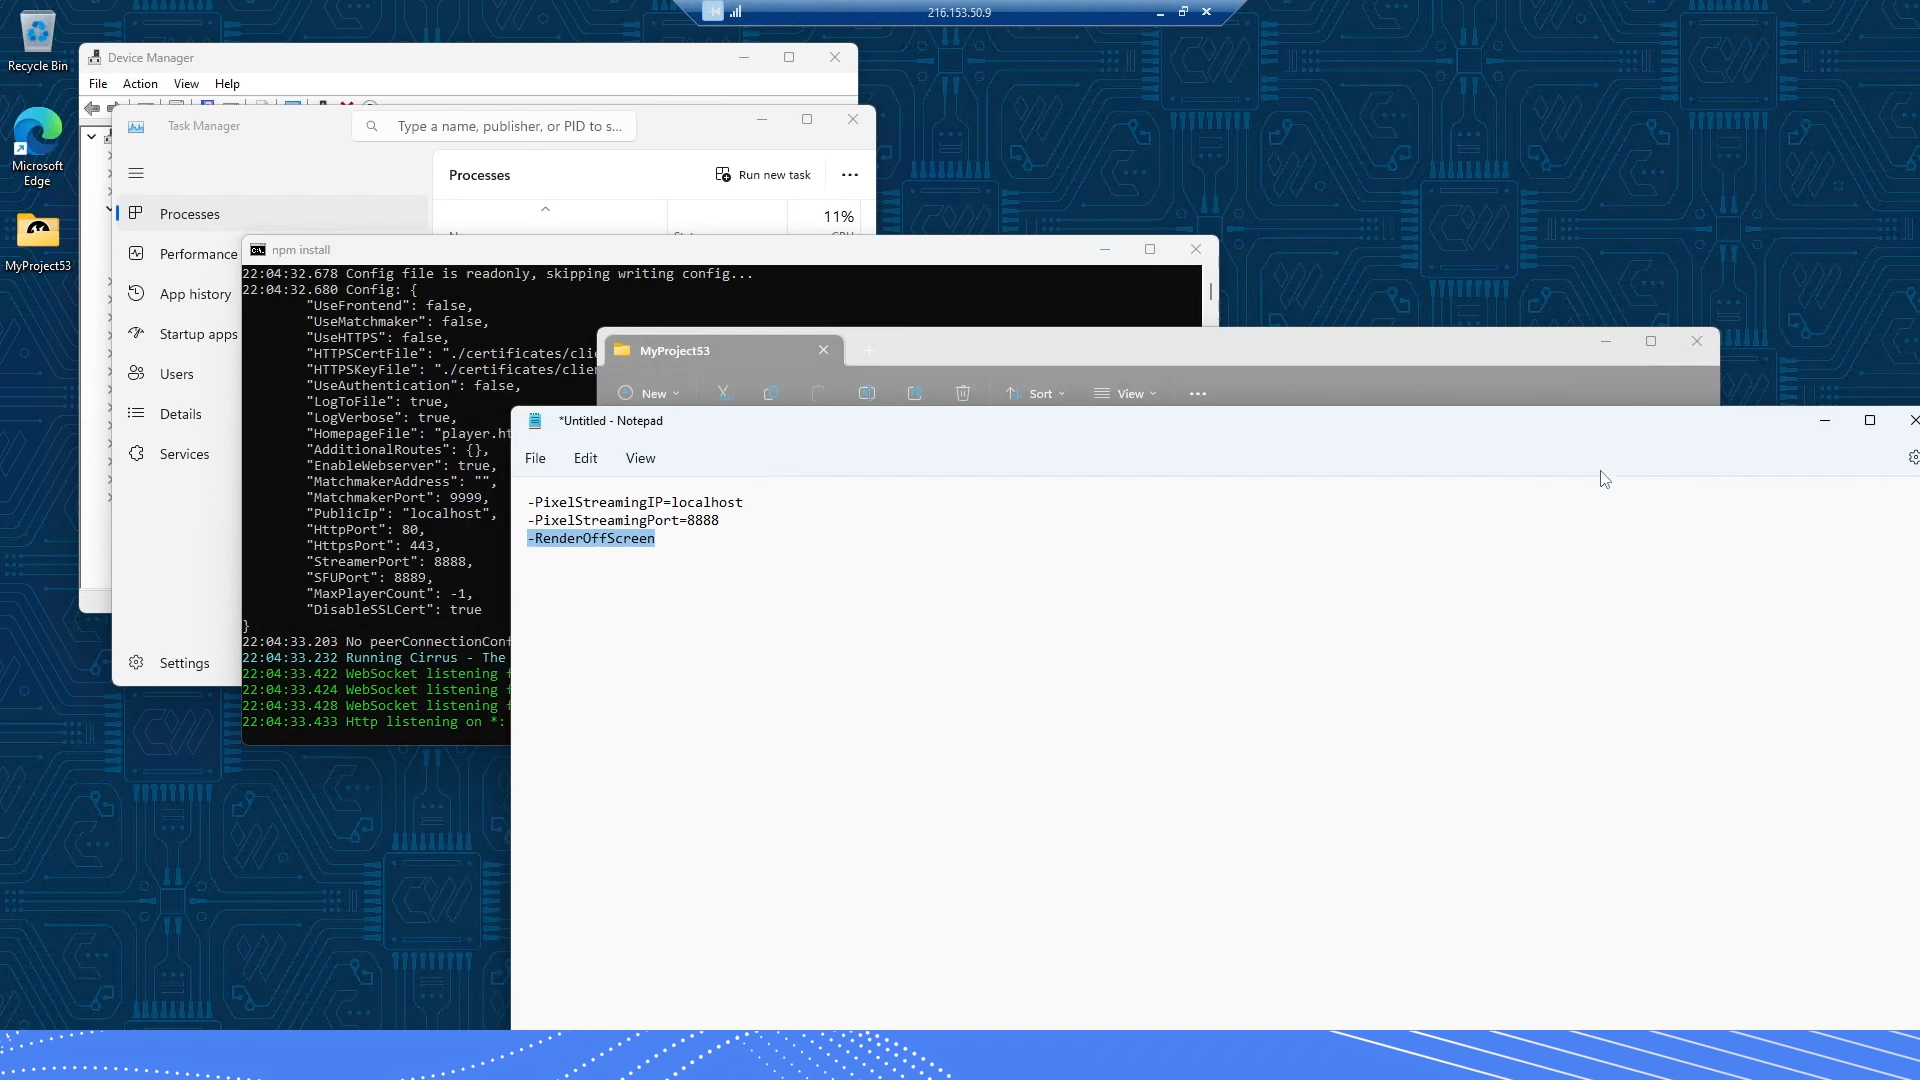 216.153.50.9
Recycle Bin
Microsoft
Edge
MyProject53
Device Manager
File Action View Help
Task Manager
Type a name, publisher, or PID to s...
Processes
Run new task
11%
Processes
Performance
App history
Startup apps
Users
Details
Services
Settings
npm install
22:04:32.678 Config file is readonly, skipping writing config...
22:04:32.680 Config: {
"UseFrontend": false,
"UseMatchmaker": false,
"UseHTTPS": false,
"HTTPSCertFile": "./certificates/clie
"HTTPSKeyFile": "./certificates/clie
"UseAuthentication": false,
"LogToFile": true,
"LogVerbose": true,
"HomepageFile": "player.ht
"AdditionalRoutes": {},
"EnableWebserver": true,
"MatchmakerAddress": "",
"MatchmakerPort": 9999,
"PublicIp": "localhost",
"HttpPort": 80,
"HttpsPort": 443,
"StreamerPort": 8888,
"SFUPort": 8889,
"MaxPlayerCount": -1,
"DisableSSLCert": true
}
22:04:33.203 No peerConnectionConf
22:04:33.232 Running Cirrus - The
22:04:33.422 WebSocket listening f
22:04:33.424 WebSocket listening f
22:04:33.428 WebSocket listening f
22:04:33.433 Http listening on *:
MyProject53
New Sort View
*Untitled - Notepad
File Edit View
-PixelStreamingIP=localhost
-PixelStreamingPort=8888
-RenderOffScreen